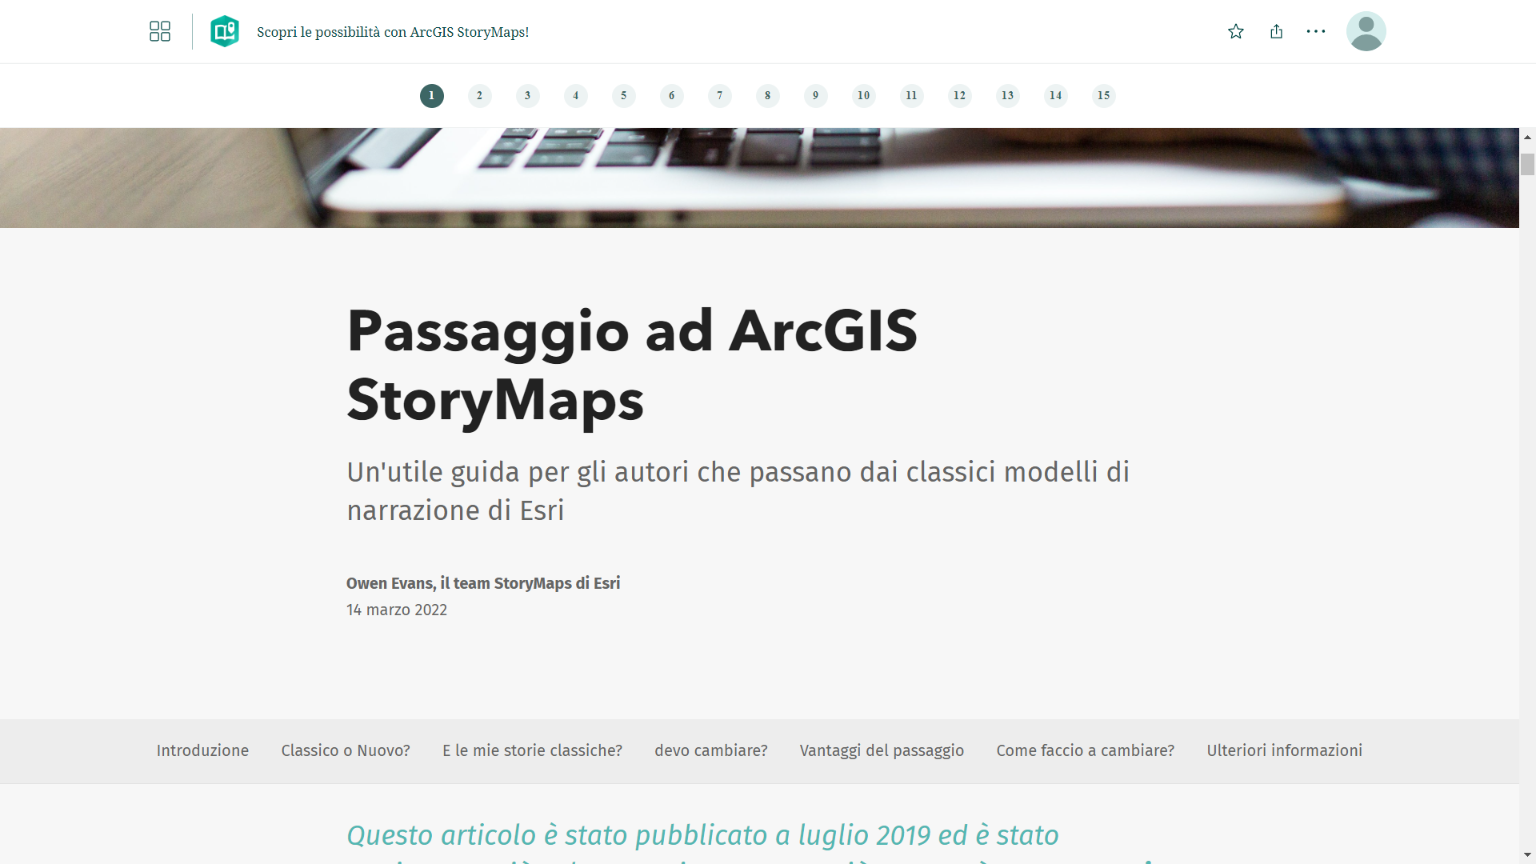 Scopri le possibilità con ArcGIS StoryMaps!
1 2 3 4 5 6 7 8 9 10 11 12 13 14 15
Passaggio ad ArcGIS
StoryMaps
Un'utile guida per gli autori che passano dai classici modelli di
narrazione di Esri
Owen Evans, il team StoryMaps di Esri
14 marzo 2022
Introduzione Classico o Nuovo? E le mie storie classiche? devo cambiare? Vantaggi del passaggio Come faccio a cambiare? Ulteriori informazioni
Questo articolo è stato pubblicato a luglio 2019 ed è stato